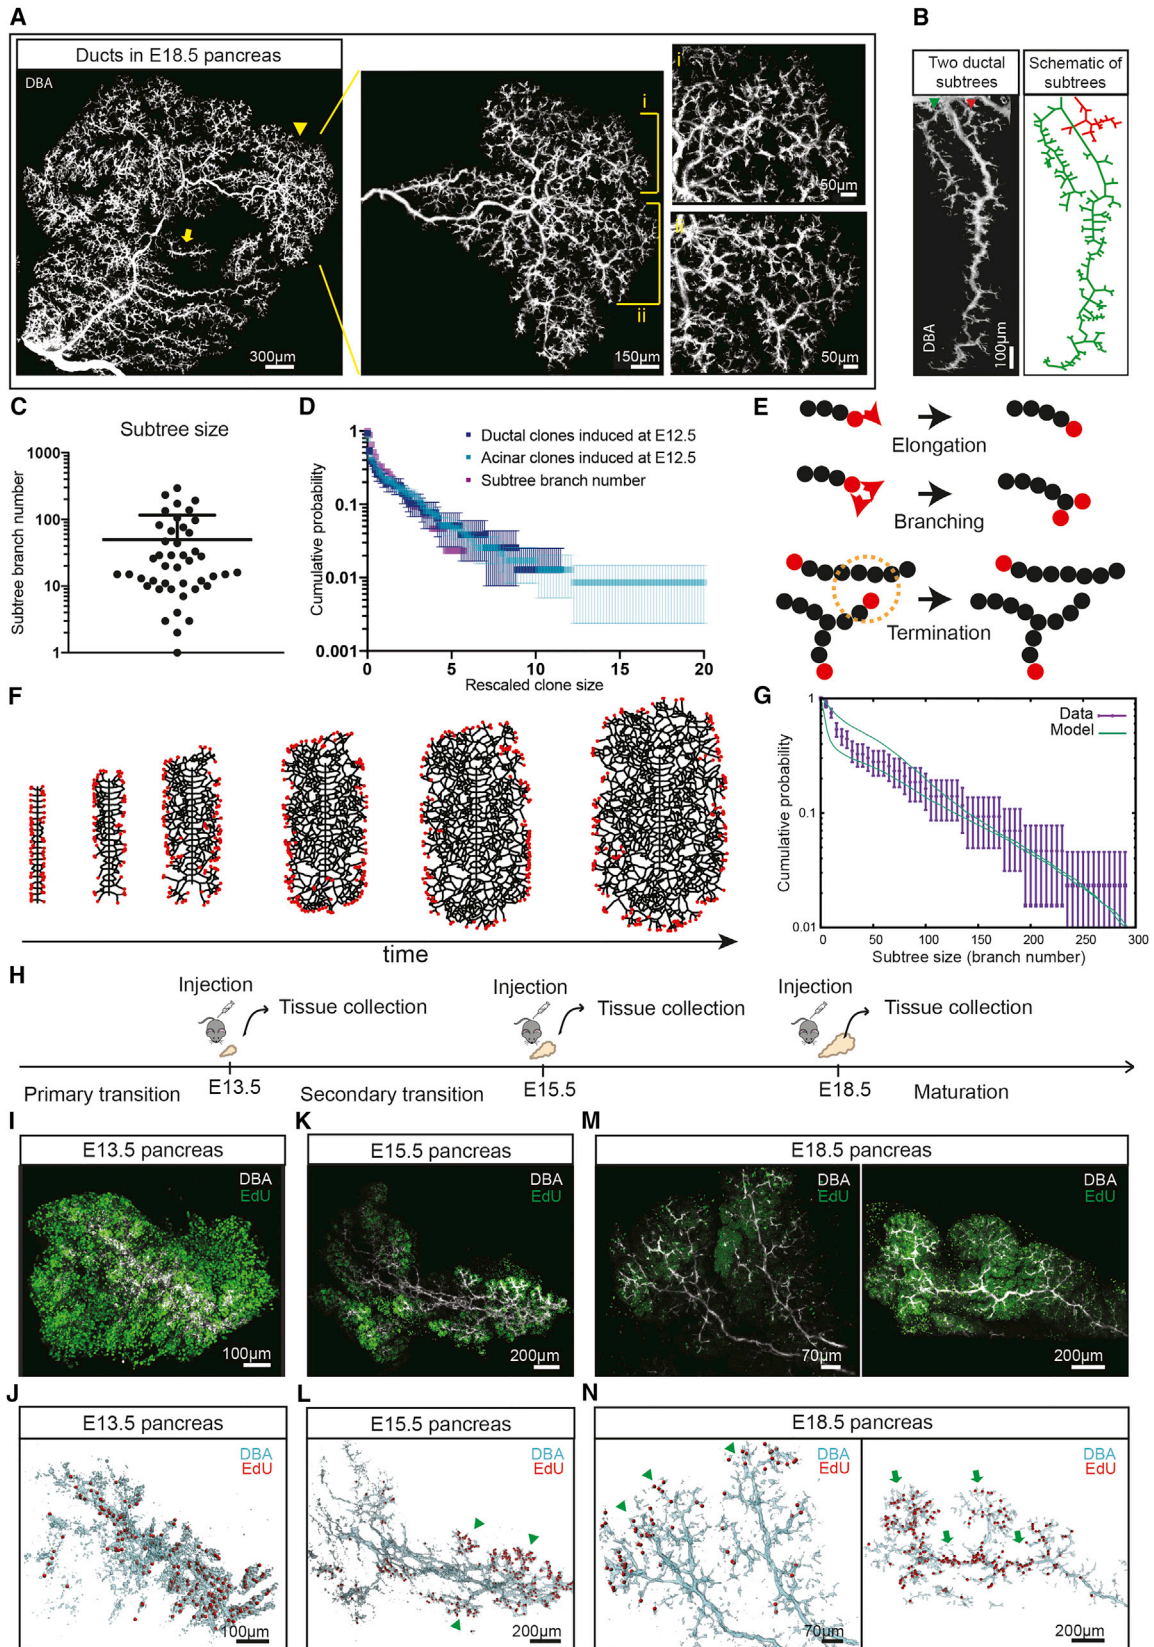 A
Ducts in E18.5 pancreas
DBA
300µm
150µm
i
ii
i
50µm
ii
50µm
B
Two ductal
subtrees
Schematic of
subtrees
DBA
100µm
C
Subtree size
Subtree branch number
1000
100
10
1
D
Cumulative probability
1
0.1
0.01
0.001
0
5
10
15
20
Rescaled clone size
Ductal clones induced at E12.5
Acinar clones induced at E12.5
Subtree branch number
E
Elongation
Branching
Termination
F
time
G
Cumulative probability
1
0.1
0.01
0
50
100
150
200
250
300
Subtree size (branch number)
Data
Model
H
Injection
Tissue collection
Injection
Tissue collection
Injection
Tissue collection
Primary transition
E13.5
Secondary transition
E15.5
E18.5
Maturation
I
E13.5 pancreas
DBA
EdU
100µm
K
E15.5 pancreas
DBA
EdU
200µm
M
E18.5 pancreas
DBA
EdU
70µm
DBA
EdU
200µm
J
E13.5 pancreas
DBA
EdU
100µm
L
E15.5 pancreas
DBA
EdU
200µm
N
E18.5 pancreas
DBA
EdU
70µm
DBA
EdU
200µm